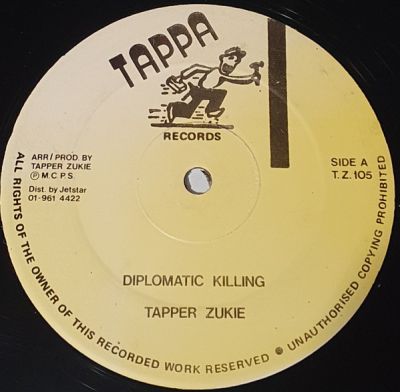 TAPPA
RECORDS
ARR/PROD. BY
TAPPER ZUKIE
Ⓟ M.C.P.S.
Dist. by Jetstar
01-961 4422
SIDE A
T.Z. 105
DIPLOMATIC KILLING
TAPPER ZUKIE
ALL RIGHTS OF THE OWNER OF THIS RECORDED WORK RESERVED ● UNAUTHORISED COPYING PROHIBITED